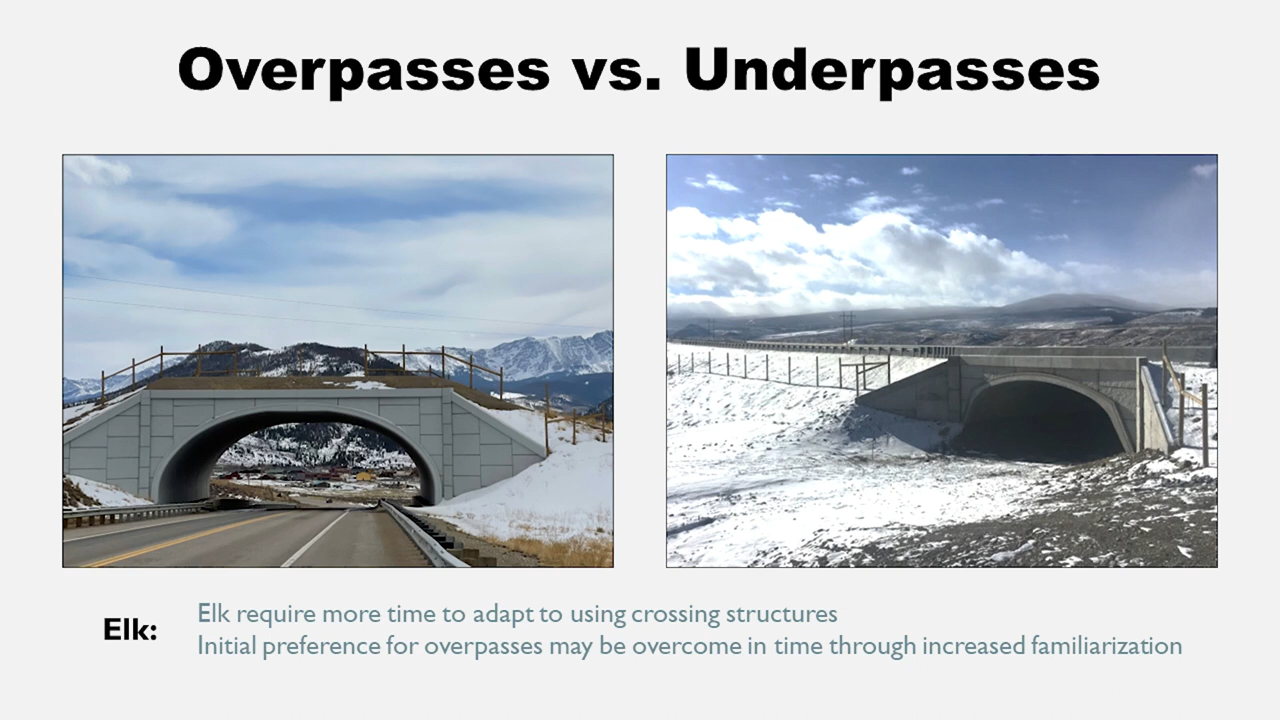 Overpasses vs. Underpasses
Elk:
Elk require more time to adapt to using crossing structures
Initial preference for overpasses may be overcome in time through increased familiarization